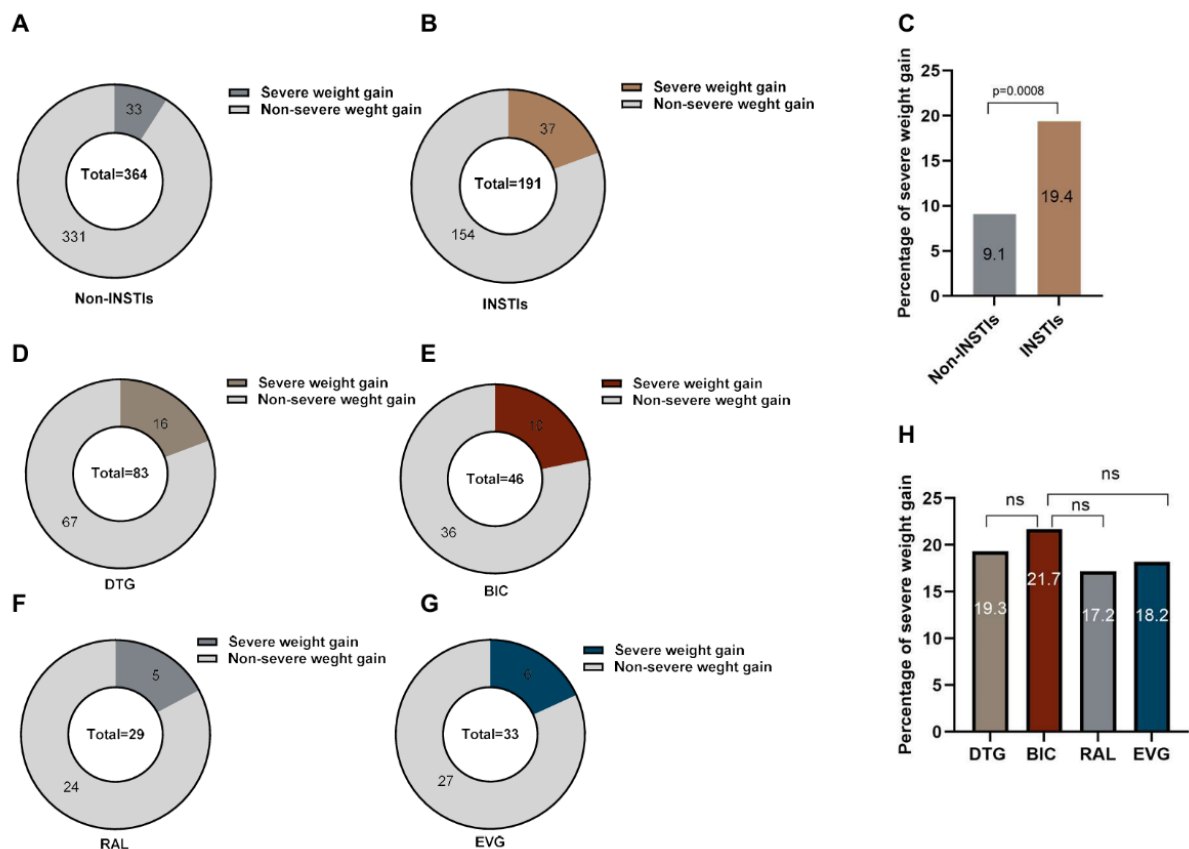 A
33
Severe weight gain
Non-severe weght gain
Total=364
331
Non-INSTIs
B
37
Severe weight gain
Non-severe weght gain
Total=191
154
INSTIs
C
Percentage of severe weight gain
25
20
15
10
5
0
p=0.0008
9.1
19.4
Non-INSTIs
INSTIs
D
16
Severe weight gain
Non-severe weght gain
Total=83
67
DTG
E
10
Severe weight gain
Non-severe weght gain
Total=46
36
BIC
F
5
Severe weight gain
Non-severe weght gain
Total=29
24
RAL
G
6
Severe weight gain
Non-severe weght gain
Total=33
27
EVG
H
Percentage of severe weight gain
25
20
15
10
5
0
ns
ns
ns
19.3
21.7
17.2
18.2
DTG
BIC
RAL
EVG